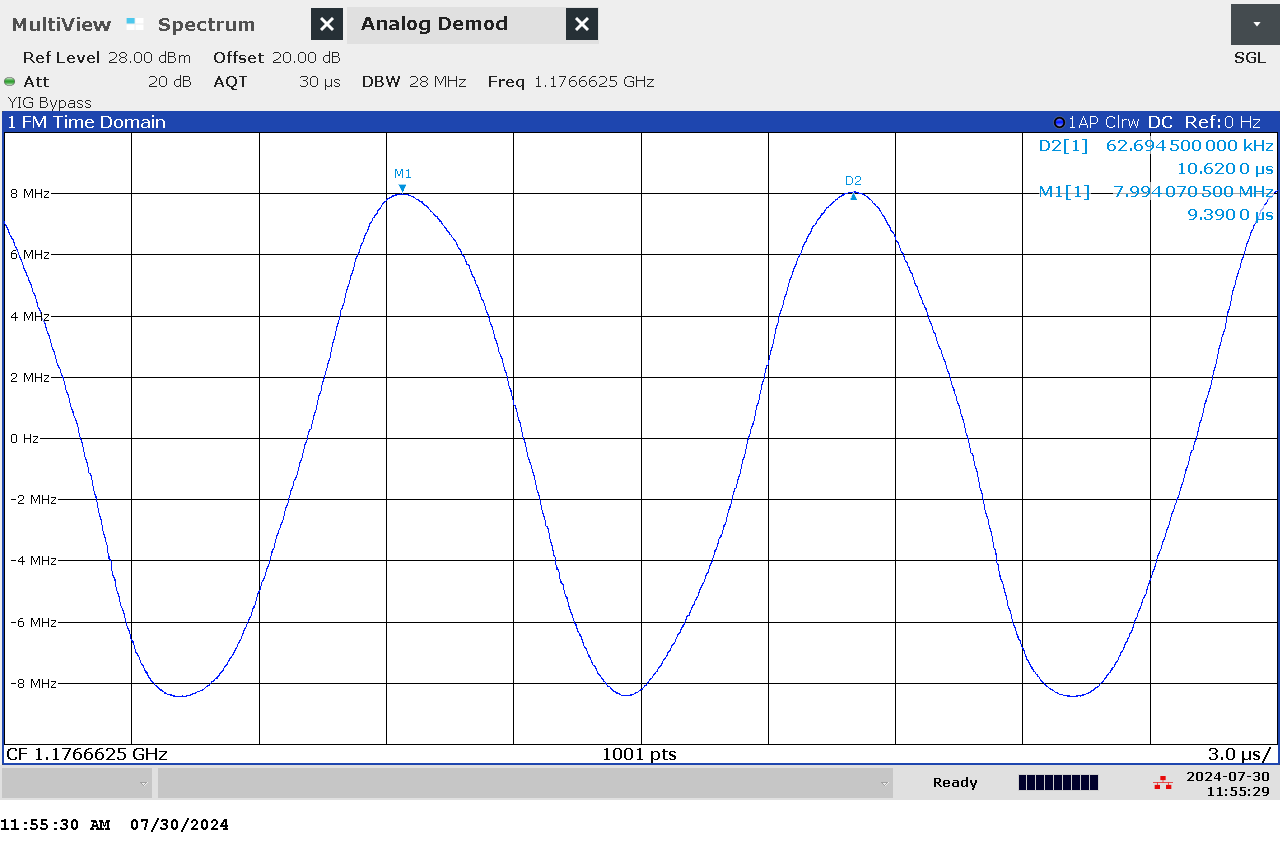 MultiView Spectrum Analog Demod
Ref Level 28.00 dBm Offset 20.00 dB SGL
Att 20 dB AQT 30 µs DBW 28 MHz Freq 1.1766625 GHz
YIG Bypass
1 FM Time Domain 1AP Clrw DC Ref:0 Hz
D2[1] 62.694 500 000 kHz
10.620 0 µs
M1[1] 7.994 070 500 MHz
9.390 0 µs
M1
D2
8 MHz
6 MHz
4 MHz
2 MHz
0 Hz
-2 MHz
-4 MHz
-6 MHz
-8 MHz
CF 1.1766625 GHz 1001 pts 3.0 µs/
Ready 2024-07-30
11:55:29
11:55:30 AM 07/30/2024